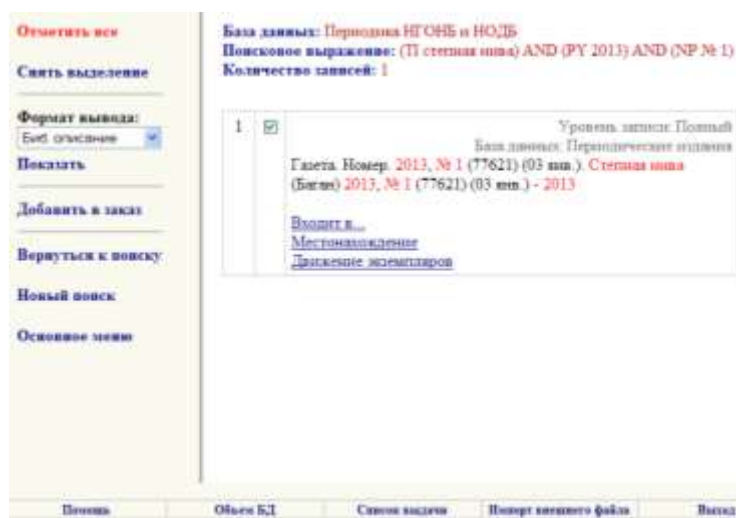 Отметить все
Снять выделение
Формат вывода:
Биб. описание
Показать
Добавить в заказ
Вернуться к поиску
Новый поиск
Основное меню
База данных: Периодика НГОНБ и НОДБ
Поисковое выражение: (TI степная нива) AND (PY 2013) AND (NP № 1)
Количество записей: 1
1
Уровень записи: Полный
База данных: Периодические издания
Газета. Номер. 2013, № 1 (77621) (03 янв.). Степная нива
(Баган) 2013, № 1 (77621) (03 янв.) - 2013
Входит в...
Местонахождение
Движение экземпляров
Помощь
Объем БД
Список выдачи
Импорт внешнего файла
Выход